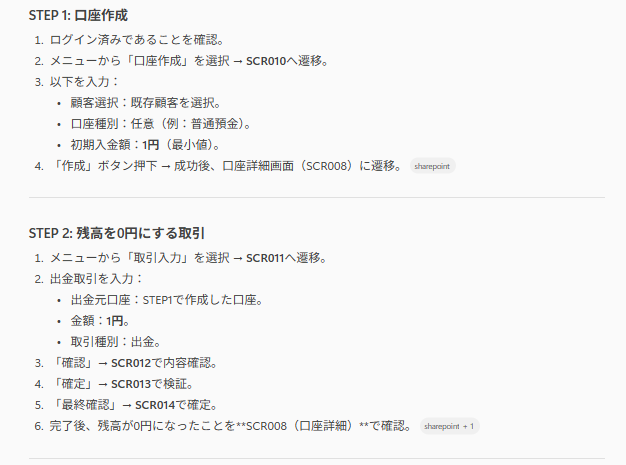 STEP 1: 口座作成
1. ログイン済みであることを確認。
2. メニューから「口座作成」を選択 → SCR010へ遷移。
3. 以下を入力：
• 顧客選択：既存顧客を選択。
• 口座種別：任意（例：普通預金）。
• 初期入金額：1円（最小値）。
4. 「作成」ボタン押下 → 成功後、口座詳細画面（SCR008）に遷移。 sharepoint
STEP 2: 残高を0円にする取引
1. メニューから「取引入力」を選択 → SCR011へ遷移。
2. 出金取引を入力：
• 出金元口座：STEP1で作成した口座。
• 金額：1円。
• 取引種別：出金。
3. 「確認」→ SCR012で内容確認。
4. 「確定」→ SCR013で検証。
5. 「最終確認」→ SCR014で確定。
6. 完了後、残高が0円になったことを**SCR008（口座詳細）**で確認。 sharepoint + 1